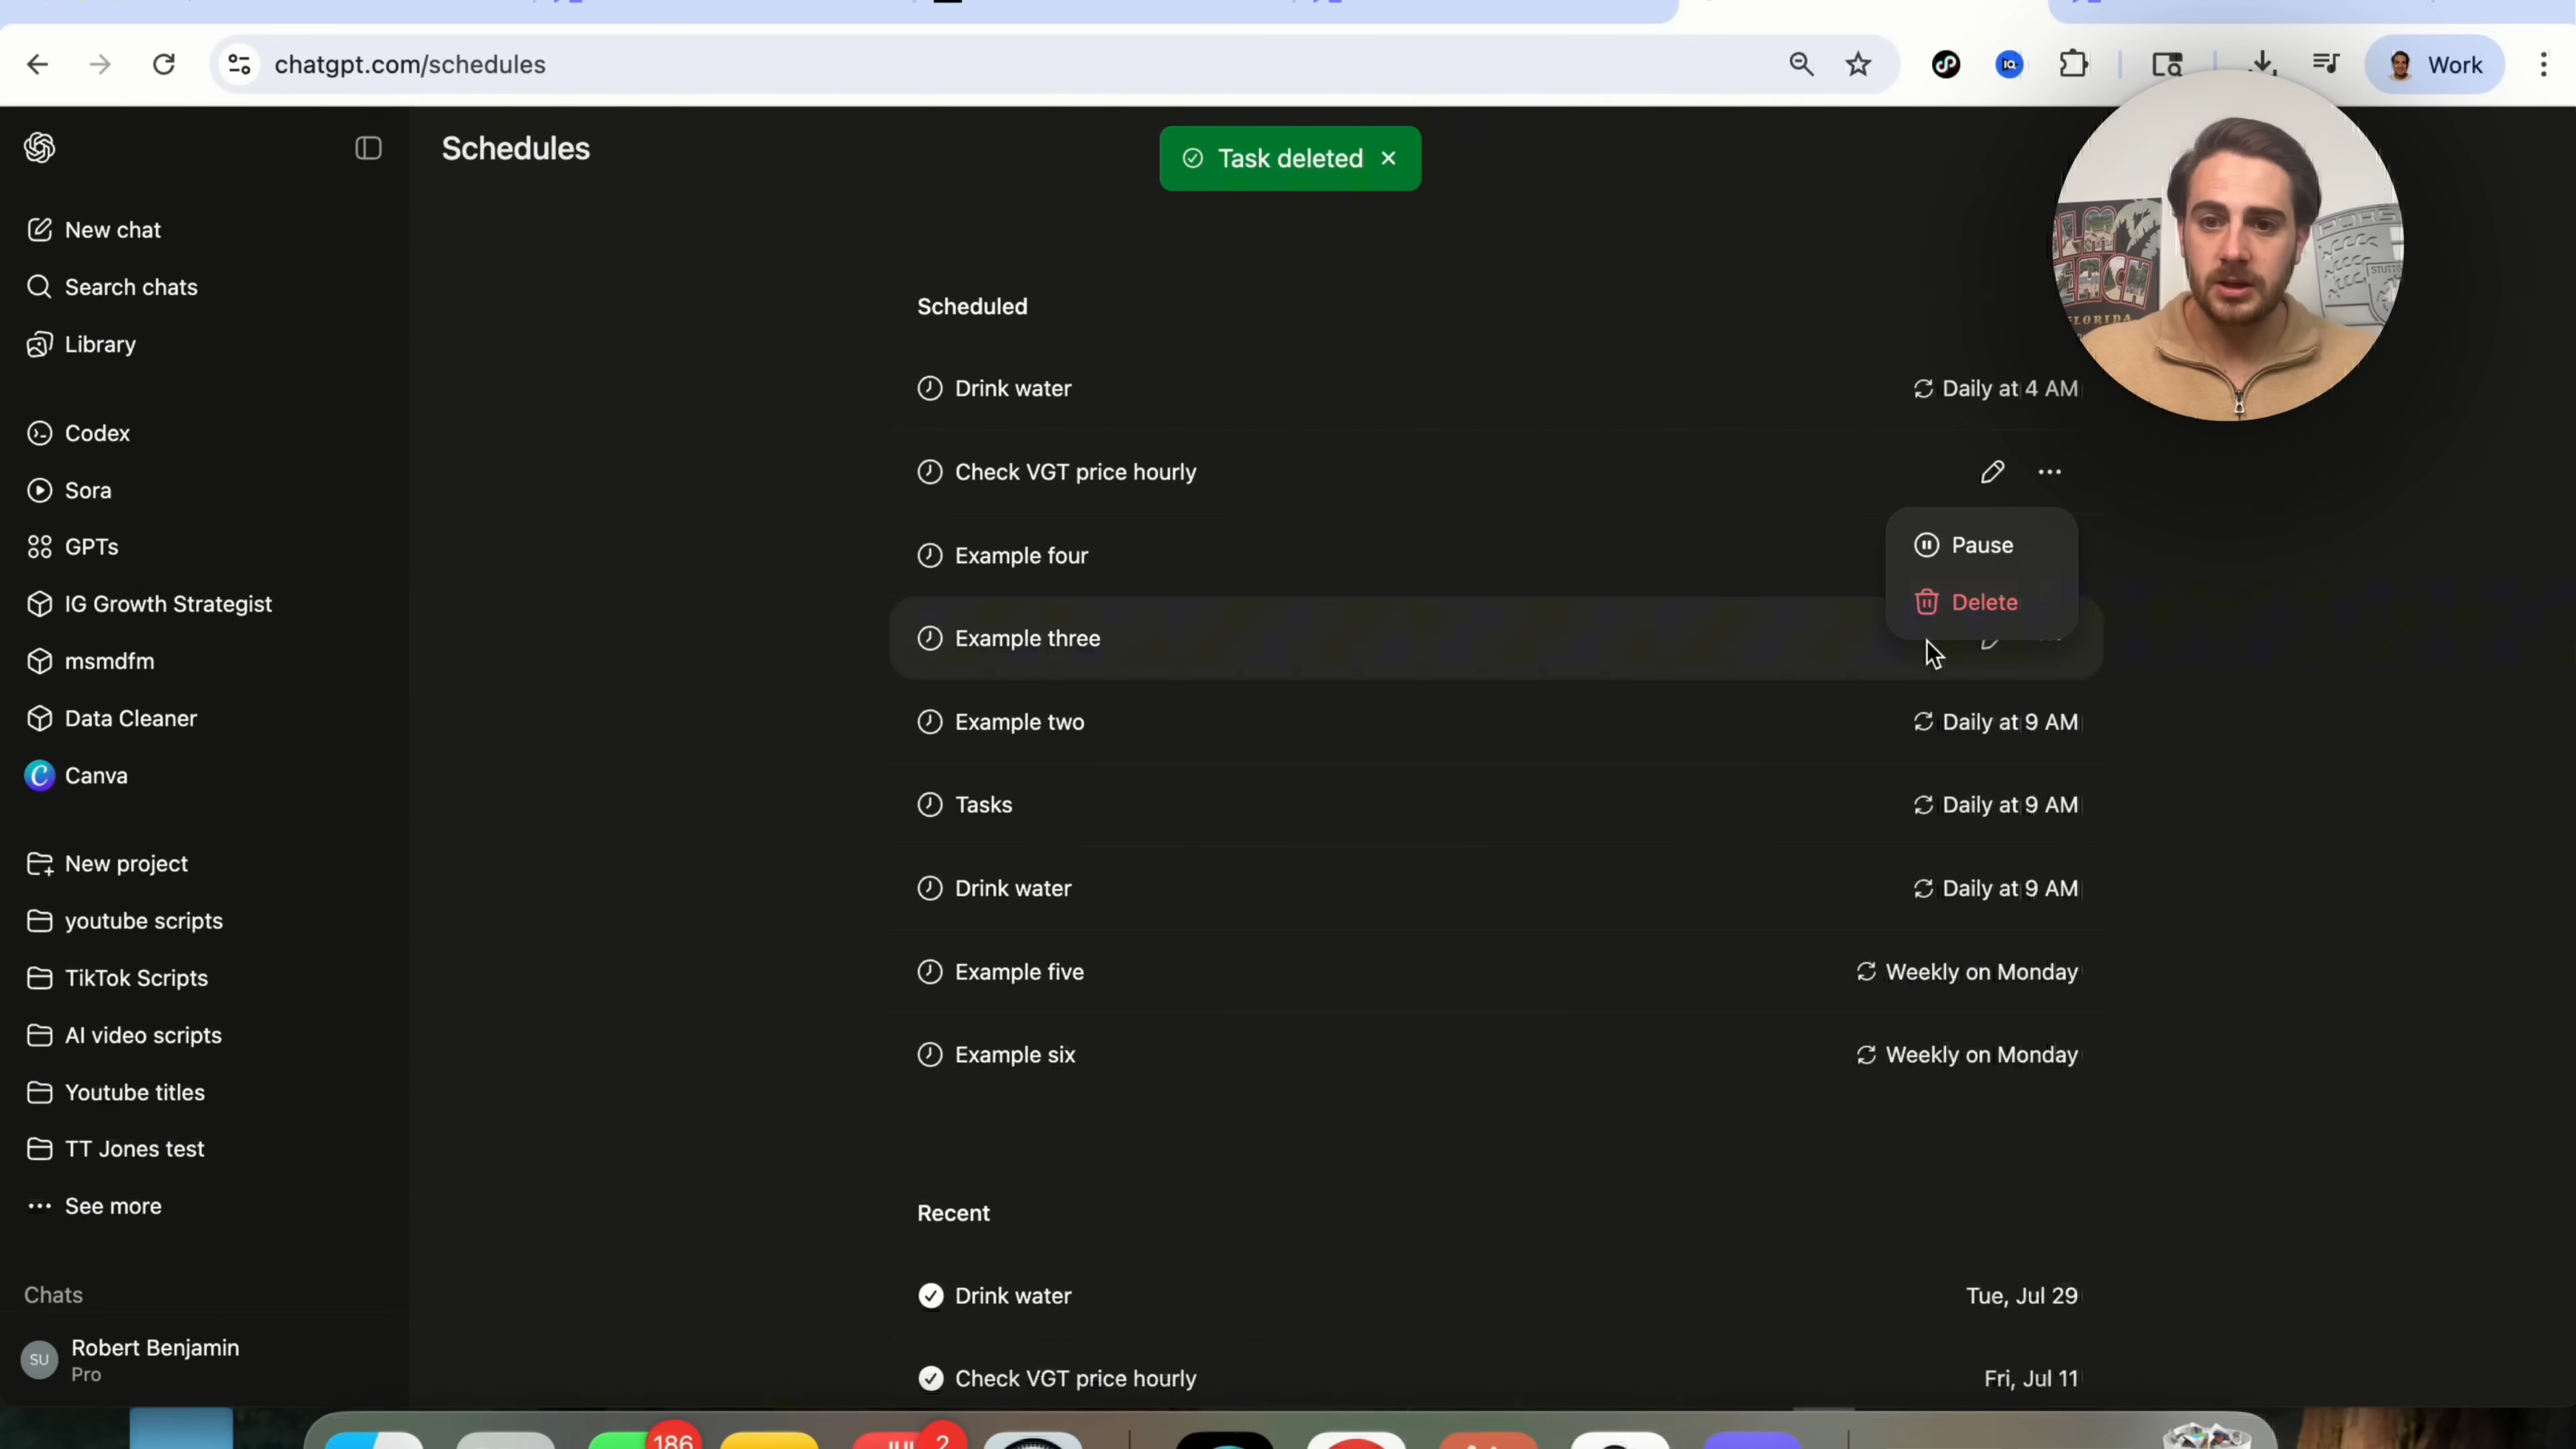 chatgpt.com/schedules
Work
Schedules
Task deleted
New chat
Search chats
Library
Codex
Sora
GPTs
IG Growth Strategist
msmdfm
Data Cleaner
Canva
New project
youtube scripts
TikTok Scripts
AI video scripts
Youtube titles
TT Jones test
See more
Chats
SU
Robert Benjamin
Pro
Scheduled
Drink water Daily at 4 AM
Check VGT price hourly
Pause
Example four
Delete
Example three
Example two Daily at 9 AM
Tasks Daily at 9 AM
Drink water Daily at 9 AM
Example five Weekly on Monday
Example six Weekly on Monday
Recent
Drink water Tue, Jul 29
Check VGT price hourly Fri, Jul 11
FLORIDA
186
2